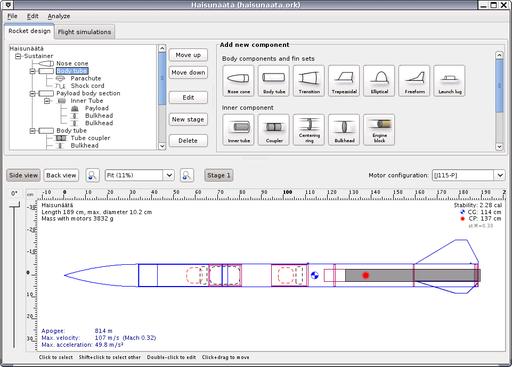 Haisunäätä (haisunaata.ork)
File Edit Analyze
Rocket design Flight simulations
Haisunäätä
Sustainer
Nose cone
Body tube
Parachute
Shock cord
Payload body section
Inner Tube
Payload
Bulkhead
Bulkhead
Body tube
Tube coupler
Bulkhead
Move up
Move down
Edit
New stage
Delete
Add new component
Body components and fin sets
Nose cone Body tube Transition Trapezoidal Elliptical Freeform Launch lug
Inner component
Inner tube Coupler Centering ring Bulkhead Engine block
Side view Back view Fit (11%) Stage 1 Motor configuration: [J115-P]
0° cm -10 0 10 20 30 40 50 60 70 80 90 100 110 120 130 140 150 160 170 180 190 2
Haisunäätä
Length 189 cm, max. diameter 10.2 cm
Mass with motors 3832 g
Stability: 2.28 cal
CG: 114 cm
CP: 137 cm
at M=0.30
Apogee: 814 m
Max. velocity: 107 m/s (Mach 0.32)
Max. acceleration: 49.8 m/s²
Click to select Shift+click to select other Double-click to edit Click+drag to move